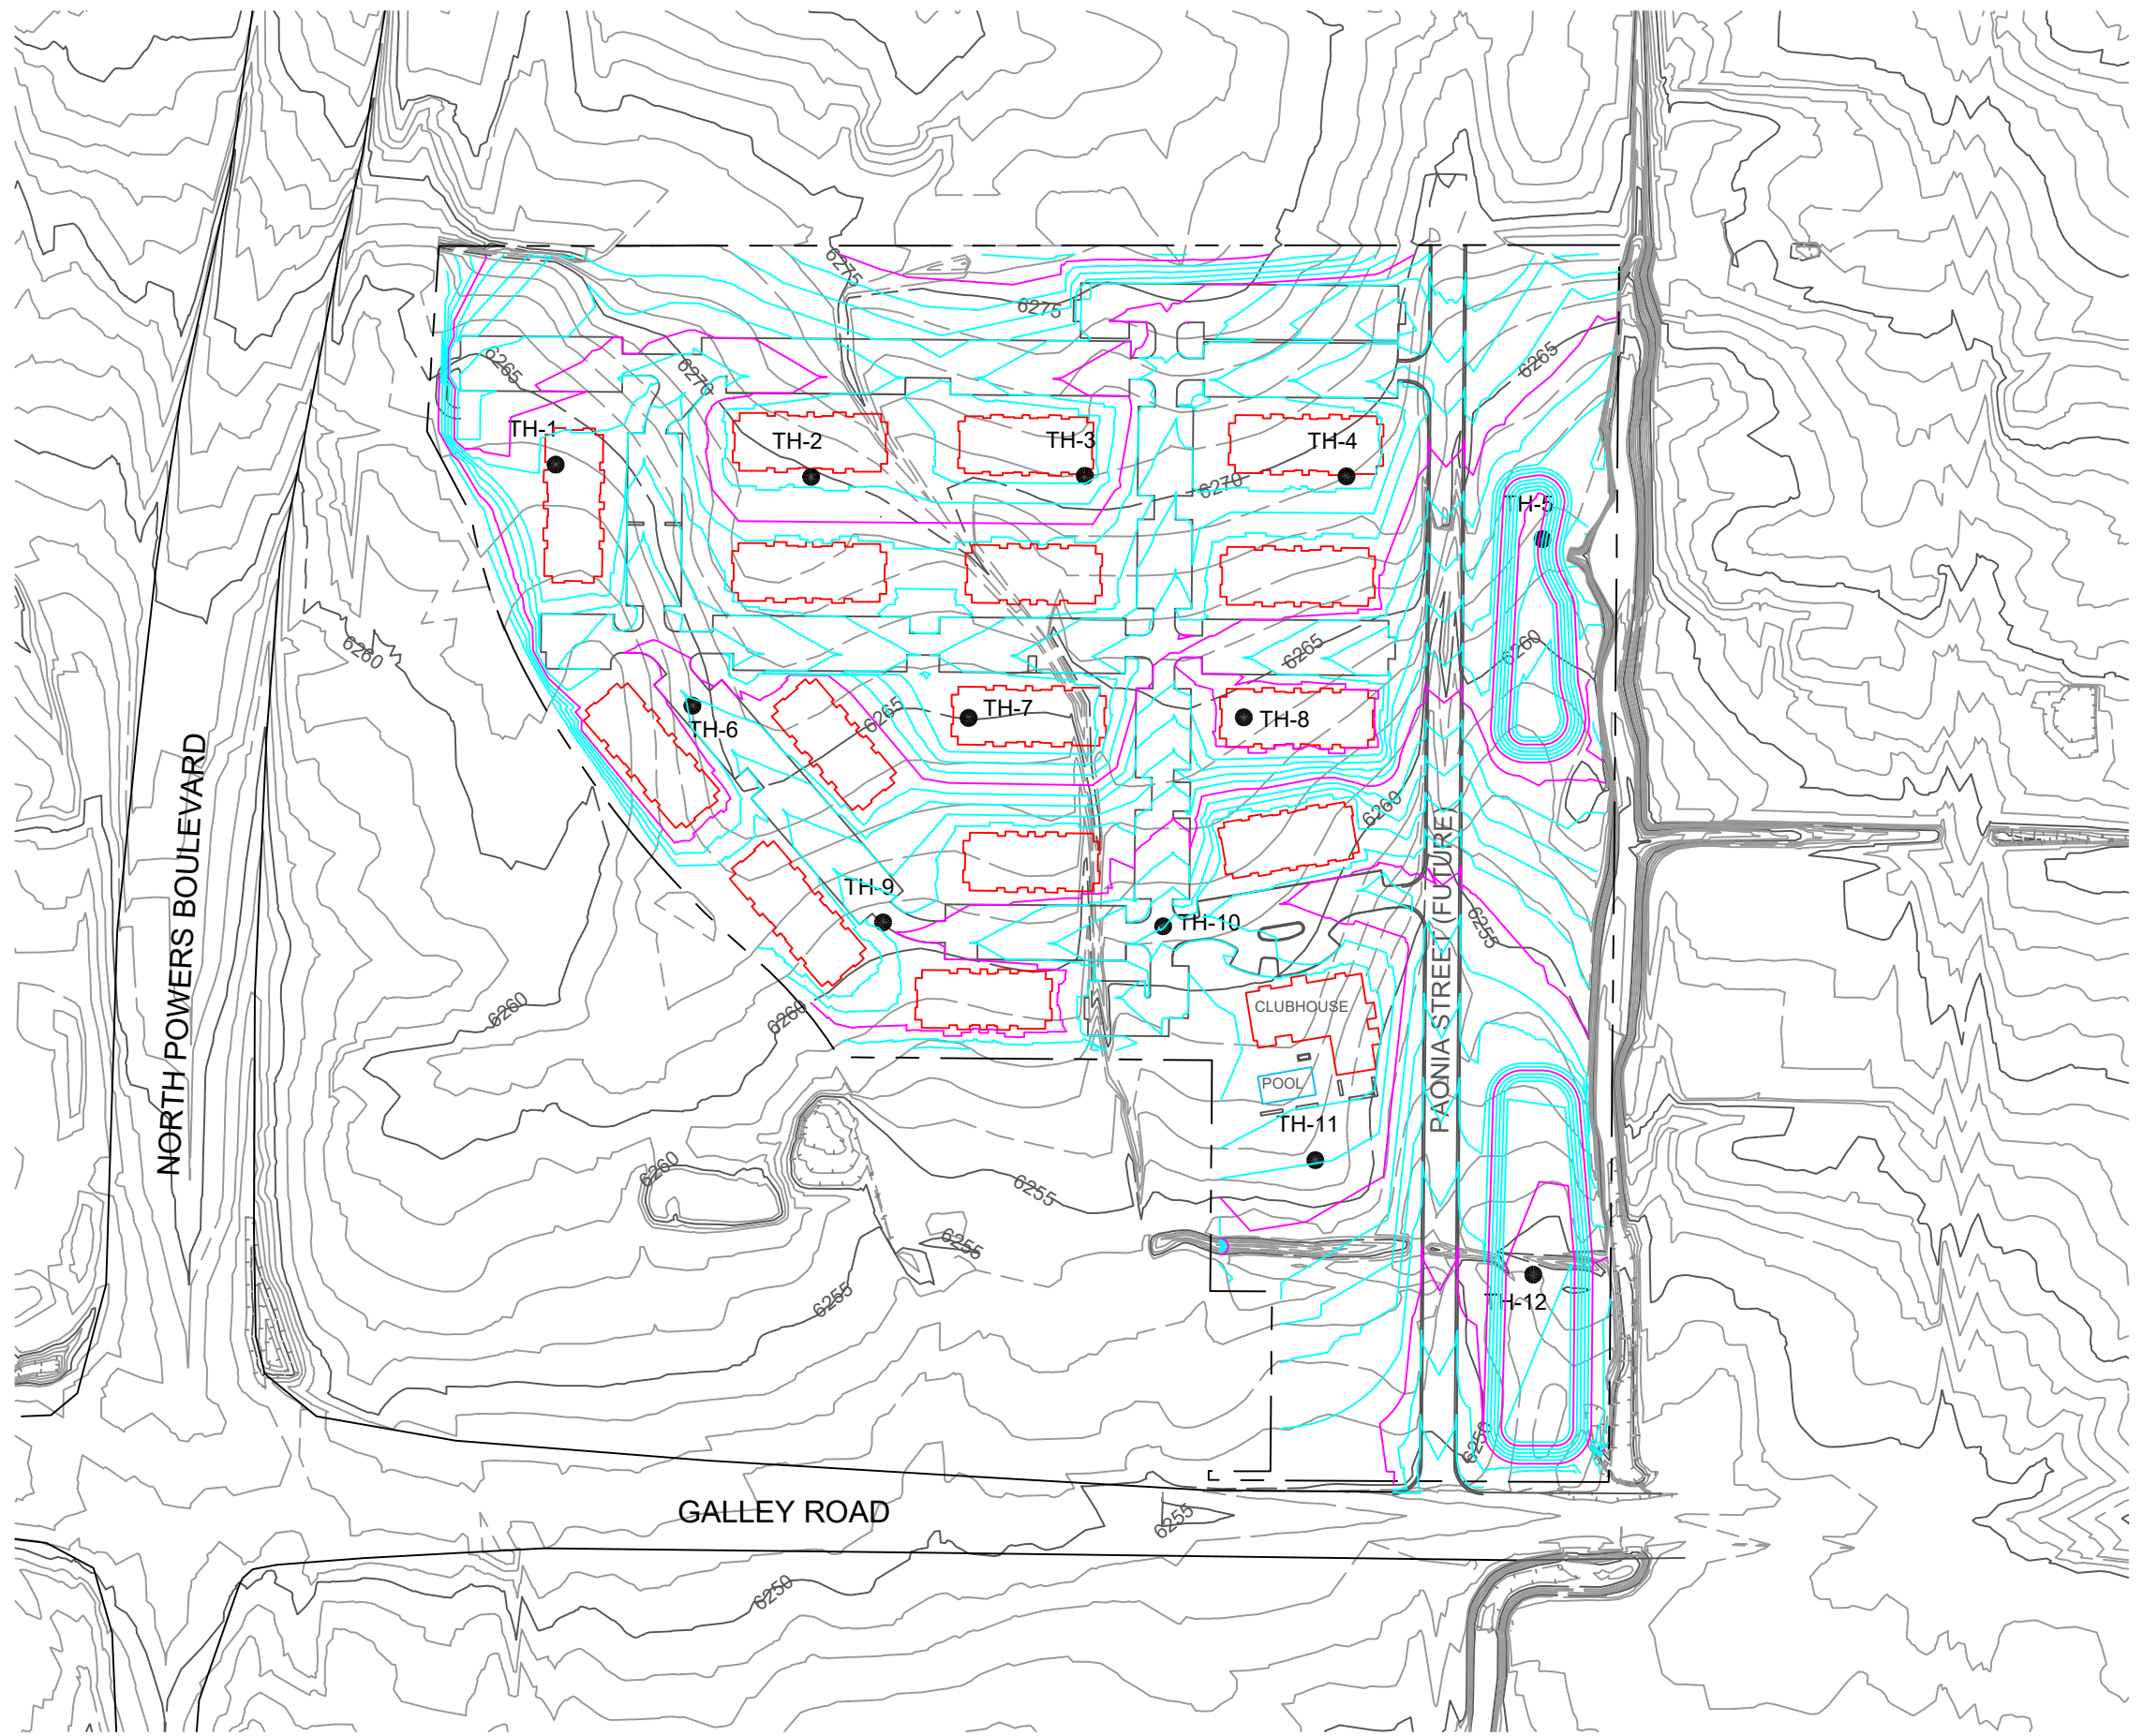 6275
6275
6265
6270
6265
TH-1
TH-2
TH-3
TH-4
6270
TH-5
6260
6265
6260
TH-6
6265
TH-7
TH-8
NORTH POWERS BOULEVARD
6260
PAONIA STREET (FUTURE)
TH-9
TH-10
6255
6260
6260
CLUBHOUSE
POOL
TH-11
6260
6255
6255
6255
TH-12
6250
GALLEY ROAD
6255
6250